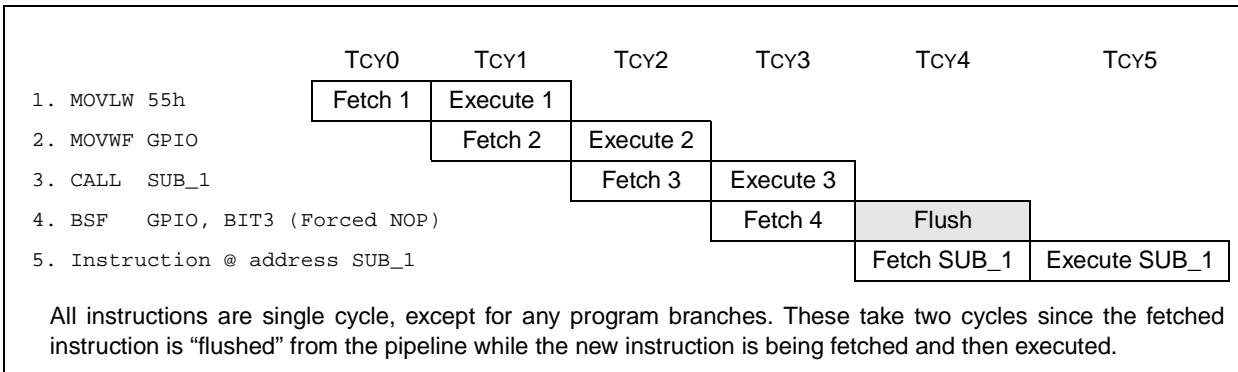 TCY0 TCY1 TCY2 TCY3 TCY4 TCY5
1. MOVLW 55h Fetch 1 Execute 1
2. MOVWF GPIO Fetch 2 Execute 2
3. CALL SUB_1 Fetch 3 Execute 3
4. BSF GPIO, BIT3 (Forced NOP) Fetch 4 Flush
5. Instruction @ address SUB_1 Fetch SUB_1 Execute SUB_1
All instructions are single cycle, except for any program branches. These take two cycles since the fetched
instruction is “flushed” from the pipeline while the new instruction is being fetched and then executed.